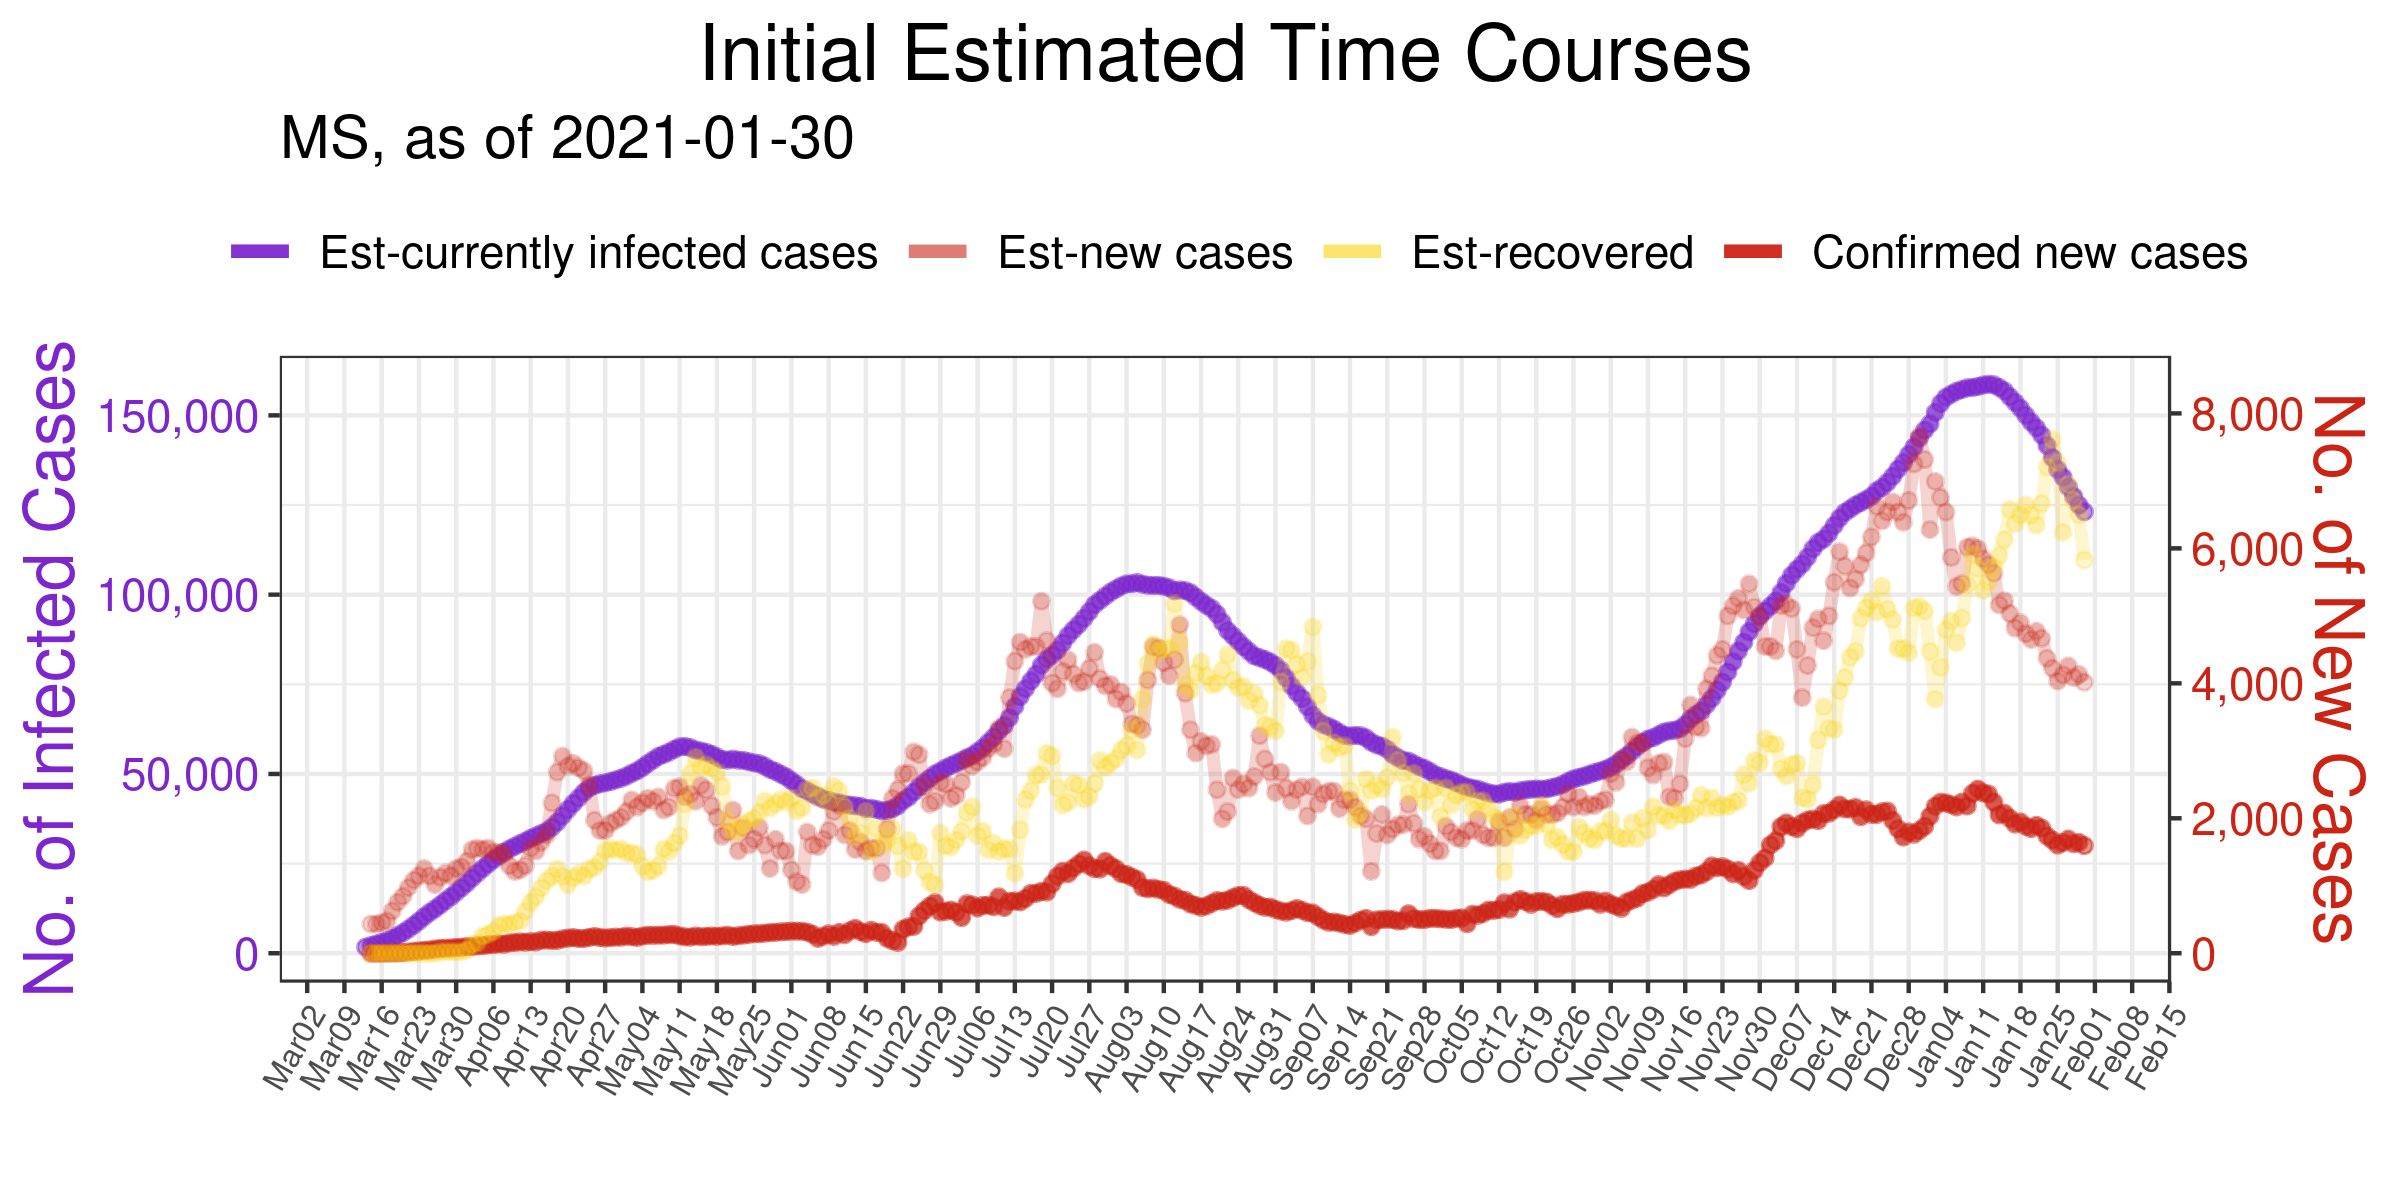 Initial Estimated Time Courses
MS, as of 2021-01-30
Est-currently infected cases
Est-new cases
Est-recovered
Confirmed new cases
No. of Infected Cases
150,000
100,000
50,000
0
8,000
6,000
4,000
2,000
0
No. of New Cases
Mar02
Mar09
Mar16
Mar23
Mar30
Apr06
Apr13
Apr20
Apr27
May04
May11
May18
May25
Jun01
Jun08
Jun15
Jun22
Jun29
Jul06
Jul13
Jul20
Jul27
Aug03
Aug10
Aug17
Aug24
Aug31
Sep07
Sep14
Sep21
Sep28
Oct05
Oct12
Oct19
Oct26
Nov02
Nov09
Nov16
Nov23
Nov30
Nov30
Dec07
Dec14
Dec21
Dec28
Dec28
Jan04
Jan11
Jan18
Jan25
Feb01
Feb08
Feb15